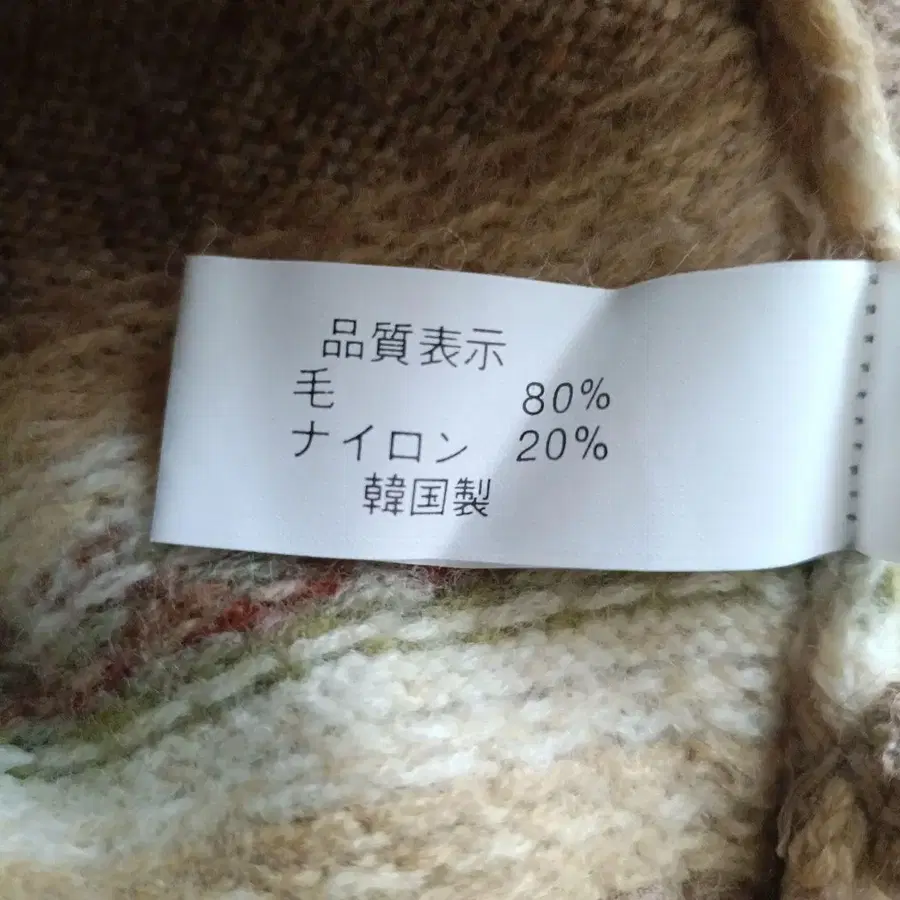 品質表示
毛 80%
ナイロン 20%
韓国製